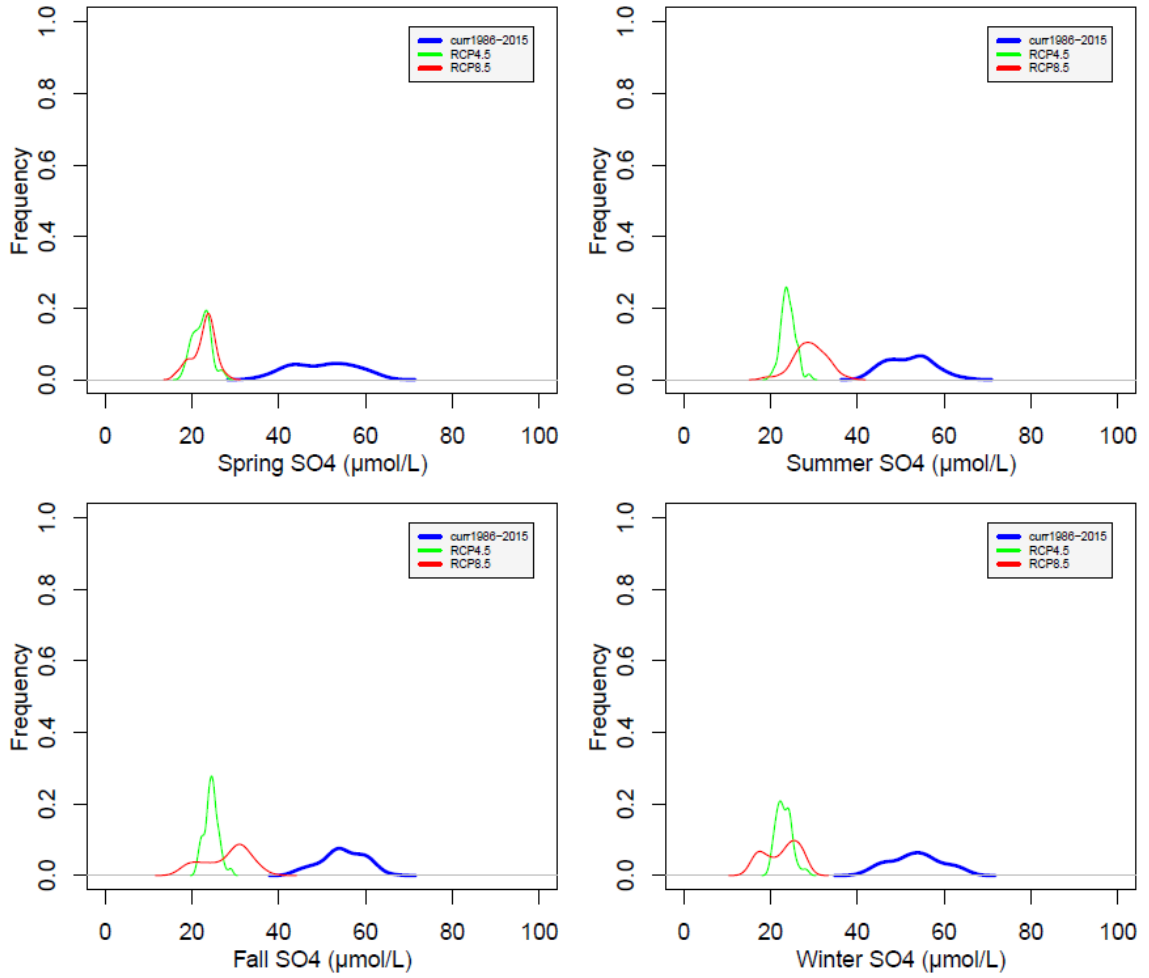 1.0
0.8
0.6
0.4
0.2
0.0
Frequency
curr1986-2015
RCP4.5
RCP8.5
0 20 40 60 80 100
Spring SO4 (µmol/L)
1.0
0.8
0.6
0.4
0.2
0.0
Frequency
curr1986-2015
RCP4.5
RCP8.5
0 20 40 60 80 100
Summer SO4 (µmol/L)
1.0
0.8
0.6
0.4
0.2
0.0
Frequency
curr1986-2015
RCP4.5
RCP8.5
0 20 40 60 80 100
Fall SO4 (µmol/L)
1.0
0.8
0.6
0.4
0.2
0.0
Frequency
curr1986-2015
RCP4.5
RCP8.5
0 20 40 60 80 100
Winter SO4 (µmol/L)